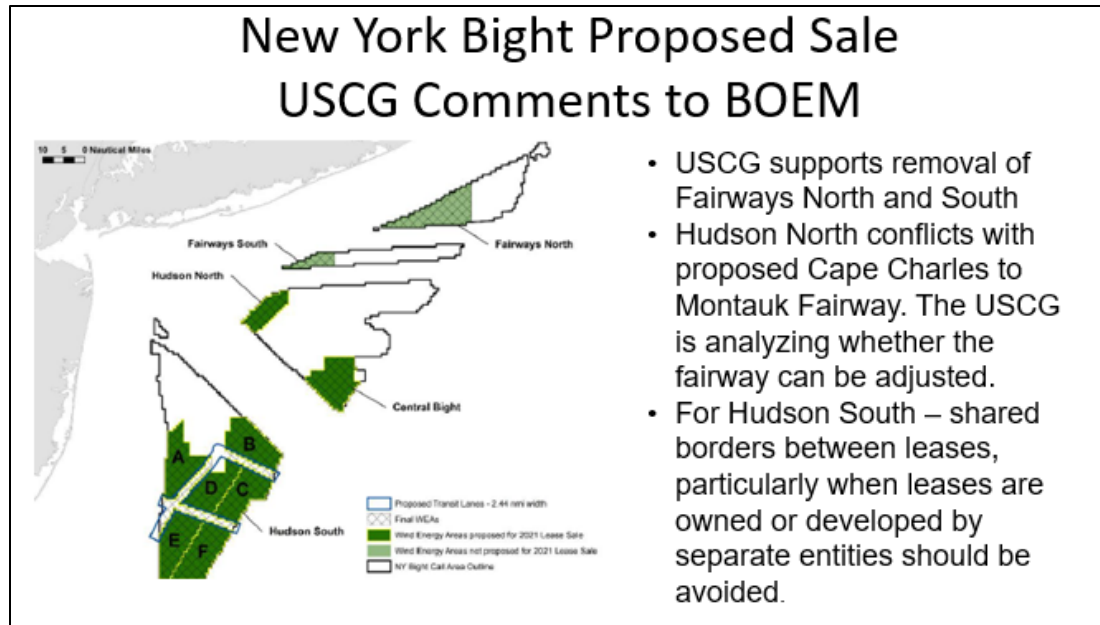 New York Bight Proposed Sale
USCG Comments to BOEM
10 5 0 Nautical Miles
Fairways South
Fairways North
Hudson North
Central Bight
A
B
D
C
E
F
Hudson South
Proposed Transit Lanes - 2.44 nmi width
Final WEAs
Wind Energy Areas proposed for 2021 Lease Sale
Wind Energy Areas not proposed for 2021 Lease Sale
NY Bight Call Area Outline
• USCG supports removal of
Fairways North and South
• Hudson North conflicts with
proposed Cape Charles to
Montauk Fairway. The USCG
is analyzing whether the
fairway can be adjusted.
• For Hudson South – shared
borders between leases,
particularly when leases are
owned or developed by
separate entities should be
avoided.